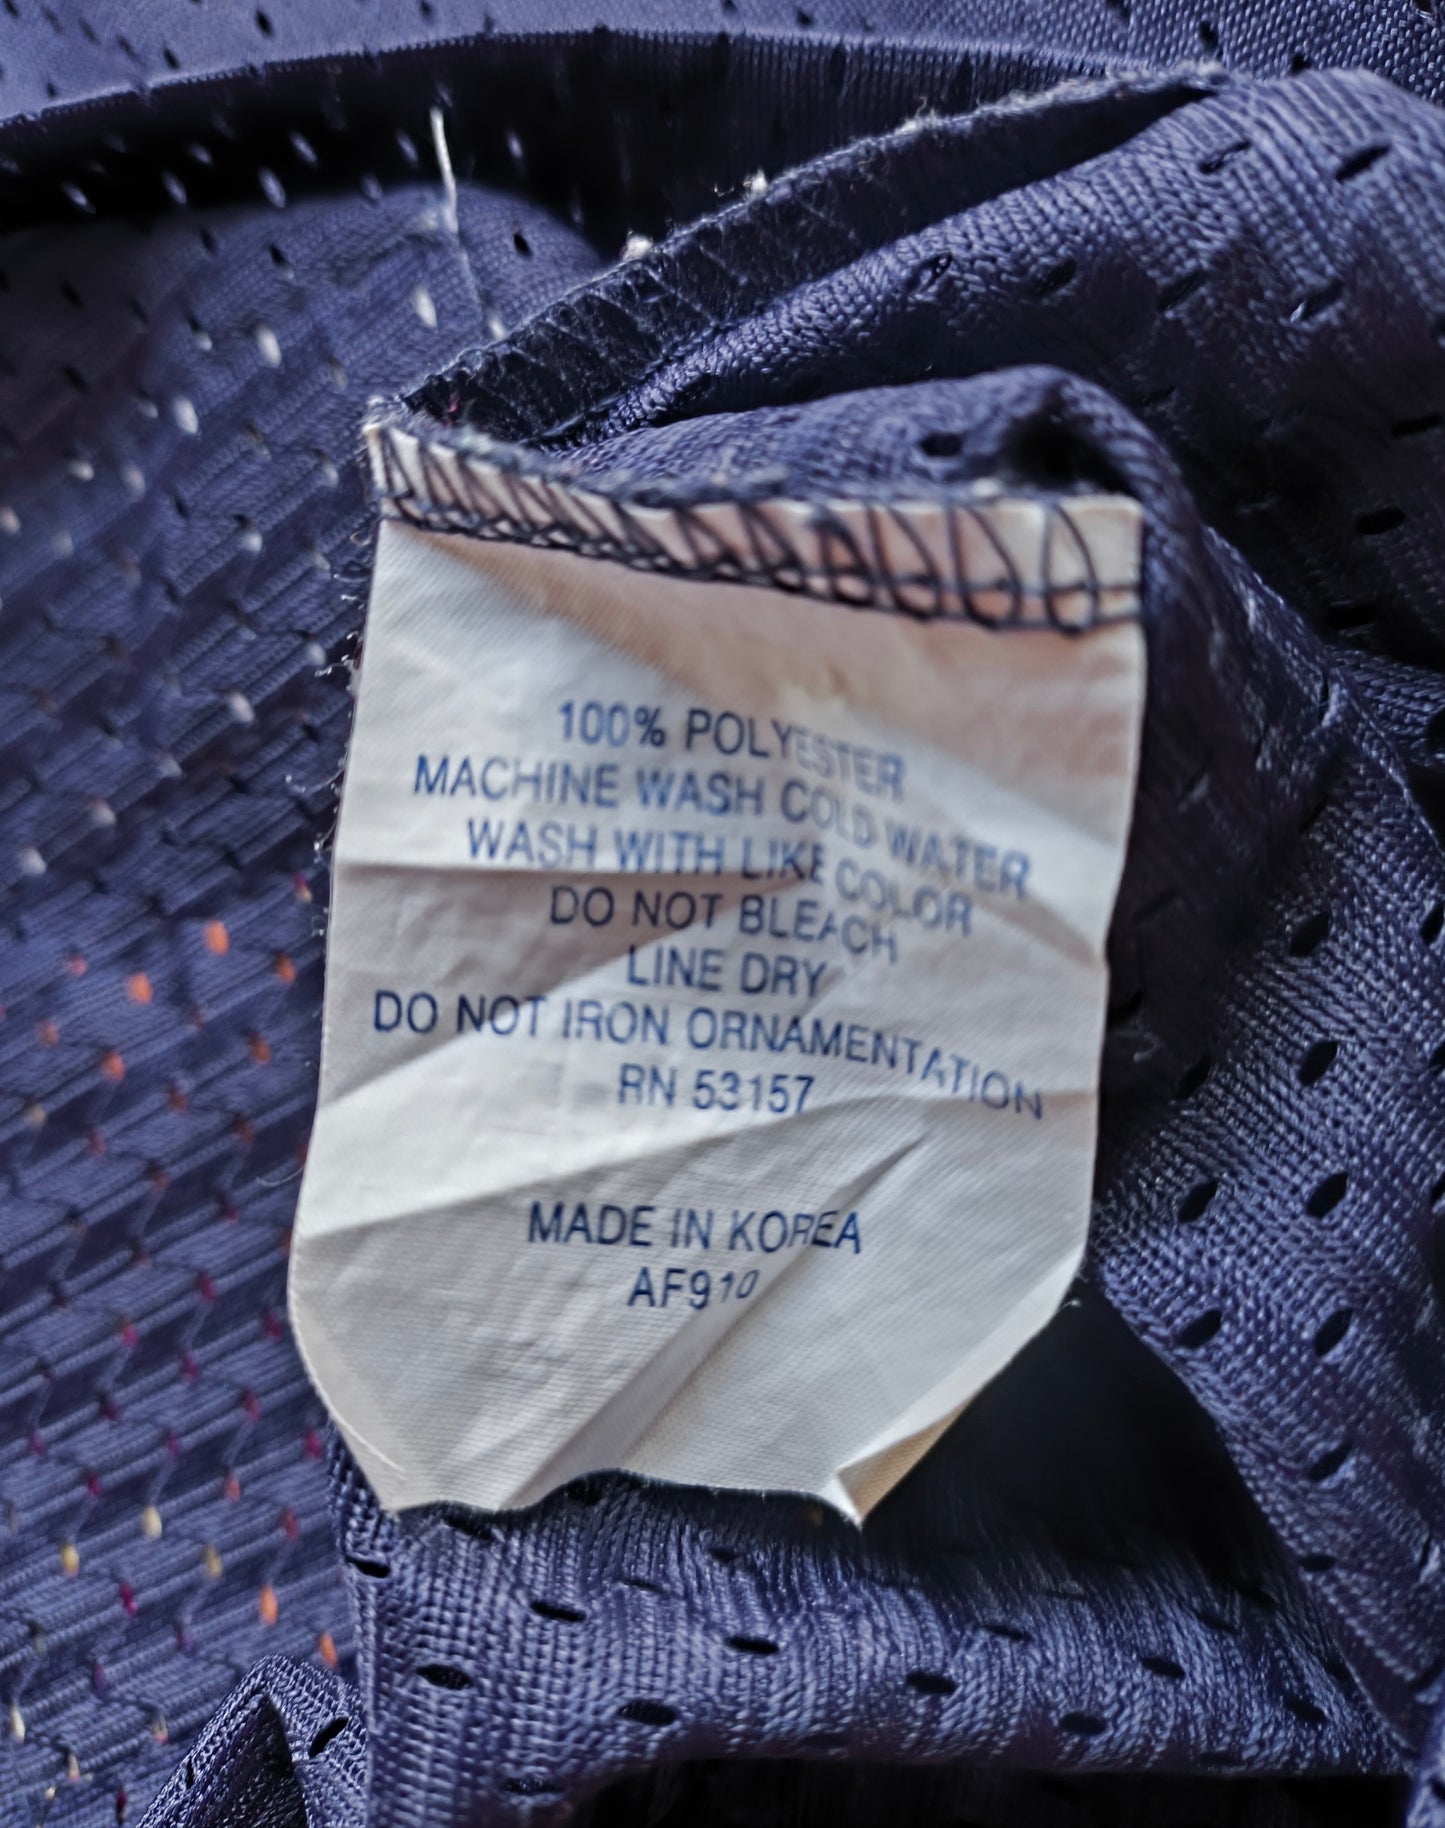 100% POLYESTER
MACHINE WASH COLD WATER
WASH WITH LIKE COLOR
DO NOT BLEACH
LINE DRY
DO NOT IRON ORNAMENTATION
RN 53157
MADE IN KOREA
AF910